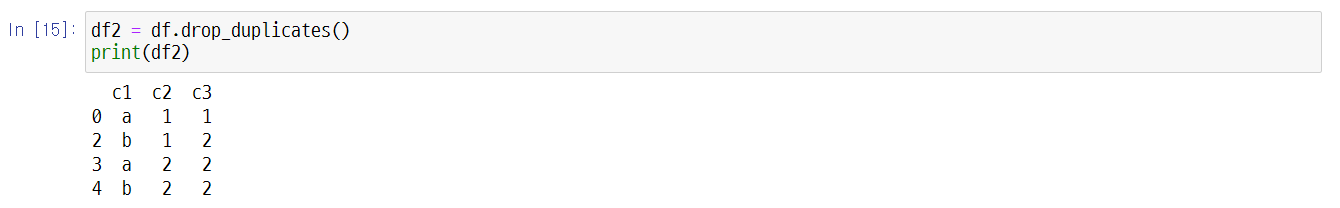 In [15]: df2 = df.drop_duplicates()
print(df2)
c1 c2 c3
0 a 1 1
2 b 1 2
3 a 2 2
4 b 2 2